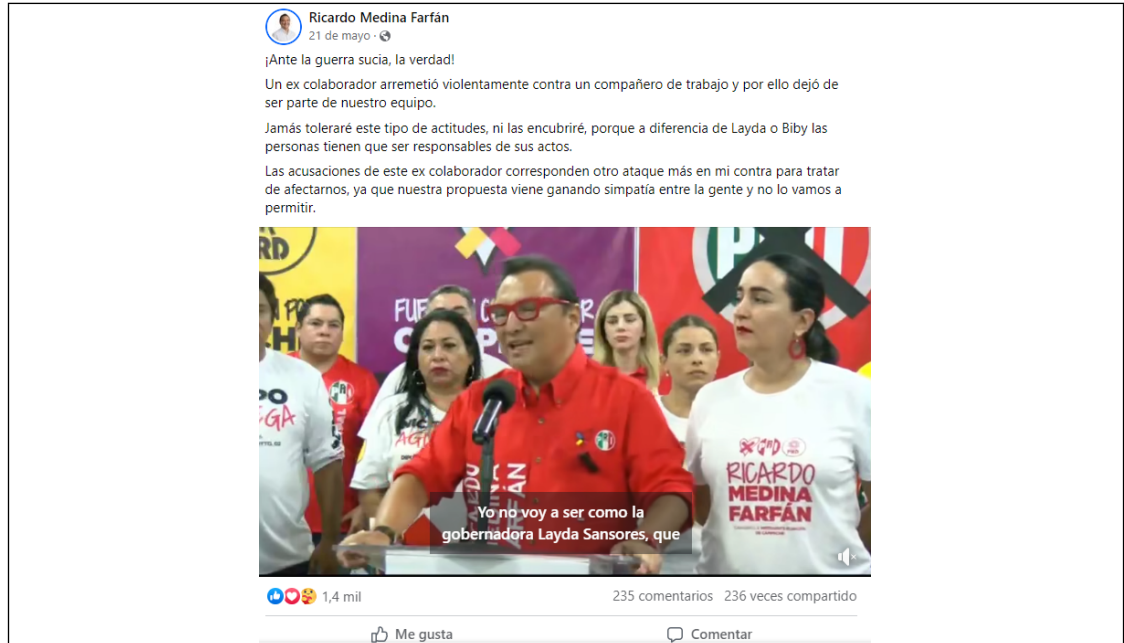 Ricardo Medina Farfán
21 de mayo ·
¡Ante la guerra sucia, la verdad!
Un ex colaborador arremetió violentamente contra un compañero de trabajo y por ello dejó de
ser parte de nuestro equipo.
Jamás toleraré este tipo de actitudes, ni las encubriré, porque a diferencia de Layda o Biby las
personas tienen que ser responsables de sus actos.
Las acusaciones de este ex colaborador corresponden otro ataque más en mi contra para tratar
de afectarnos, ya que nuestra propuesta viene ganando simpatía entre la gente y no lo vamos a
permitir.
RD
PRI
MEDINA
FARFÁN
RICARDO
MEDINA
FARFÁN
Yo no voy a ser como la
gobernadora Layda Sansores, que
1,4 mil
235 comentarios 236 veces compartido
Me gusta
Comentar